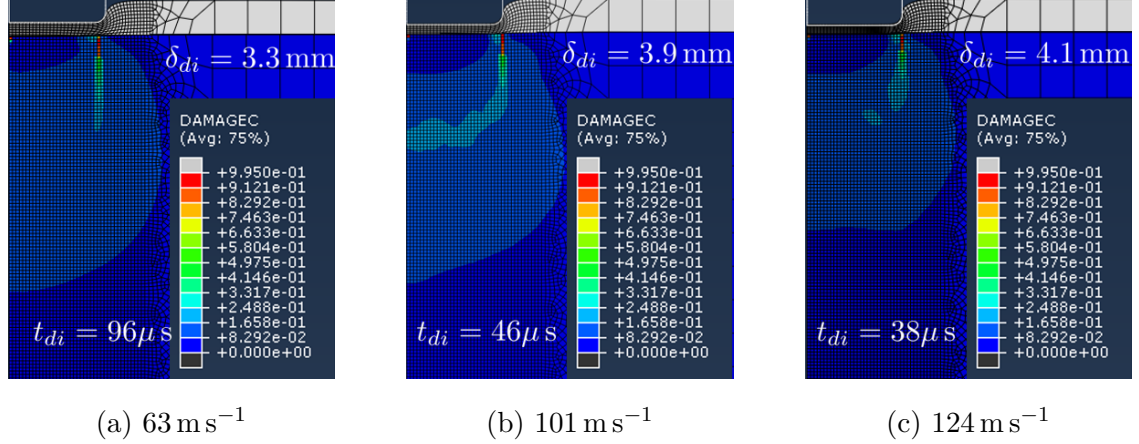 δdi = 3.3 mm
DAMAGEC
(Avg: 75%)
+9.950e-01
+9.121e-01
+8.292e-01
+7.463e-01
+6.633e-01
+5.804e-01
+4.975e-01
+4.146e-01
+3.317e-01
+2.488e-01
+1.658e-01
+8.292e-02
+0.000e+00
tdi = 96μ s
(a) 63 m s⁻¹
δdi = 3.9 mm
DAMAGEC
(Avg: 75%)
+9.950e-01
+9.121e-01
+8.292e-01
+7.463e-01
+6.633e-01
+5.804e-01
+4.975e-01
+4.146e-01
+3.317e-01
+2.488e-01
+1.658e-01
+8.292e-02
+0.000e+00
tdi = 46μ s
(b) 101 m s⁻¹
δdi = 4.1 mm
DAMAGEC
(Avg: 75%)
+9.950e-01
+9.121e-01
+8.292e-01
+7.463e-01
+6.633e-01
+5.804e-01
+4.975e-01
+4.146e-01
+3.317e-01
+2.488e-01
+1.658e-01
+8.292e-02
+0.000e+00
tdi = 38μ s
(c) 124 m s⁻¹